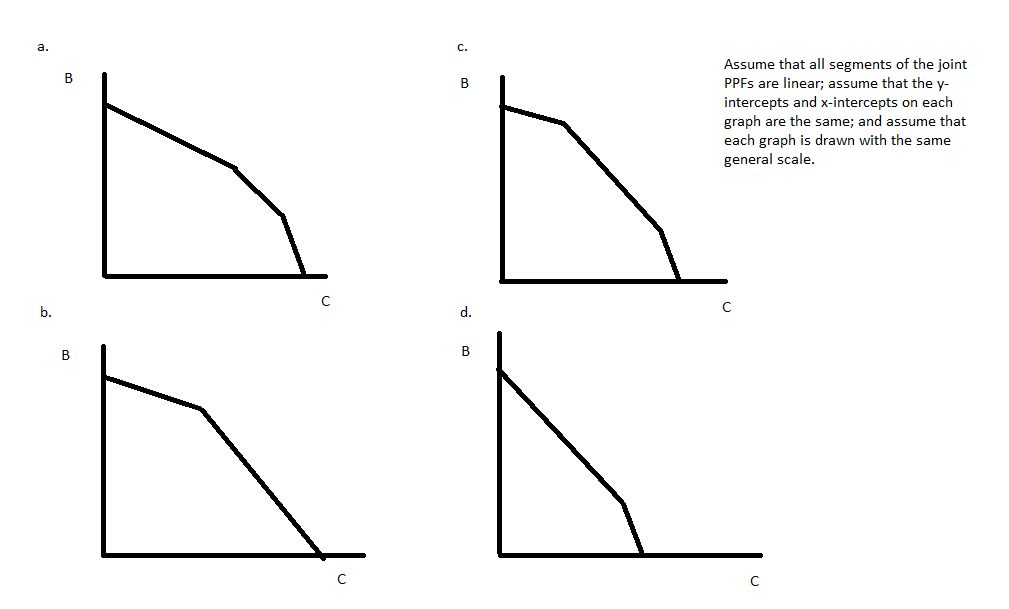 a.
B
C
b.
B
C
c.
B
C
d.
B
C
Assume that all segments of the joint
PPFs are linear; assume that the y-
intercepts and x-intercepts on each
graph are the same; and assume that
each graph is drawn with the same
general scale.